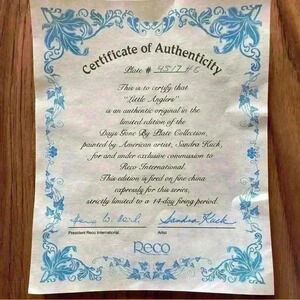 Certificate of Authenticity
Plate #
This is to certify that
"Little Anglers"
is an authentic original in the
limited edition of the
Days Gone By Plate Collection,
painted by American artist, Sandra Kuck,
for and under exclusive commission to
Reco International.
This edition is fired on fine china
expressly for this series,
strictly limited to a 14-day firing period.
Sandra Kuck
President Reco International. Artist
Reco